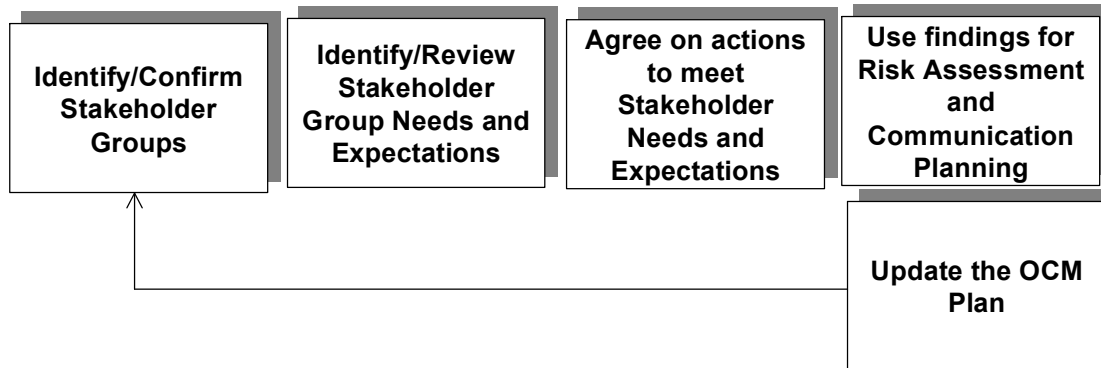 Identify/Confirm
Stakeholder
Groups
Identify/Review
Stakeholder
Group Needs and
Expectations
Agree on actions
to meet
Stakeholder
Needs and
Expectations
Use findings for
Risk Assessment
and
Communication
Planning
Update the OCM
Plan